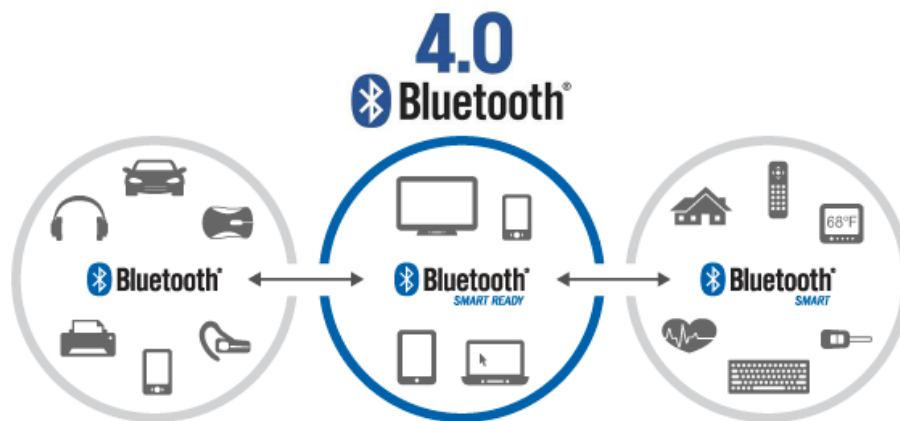 4.0
Bluetooth®
68°F
Bluetooth®
Bluetooth®
SMART READY
Bluetooth®
SMART